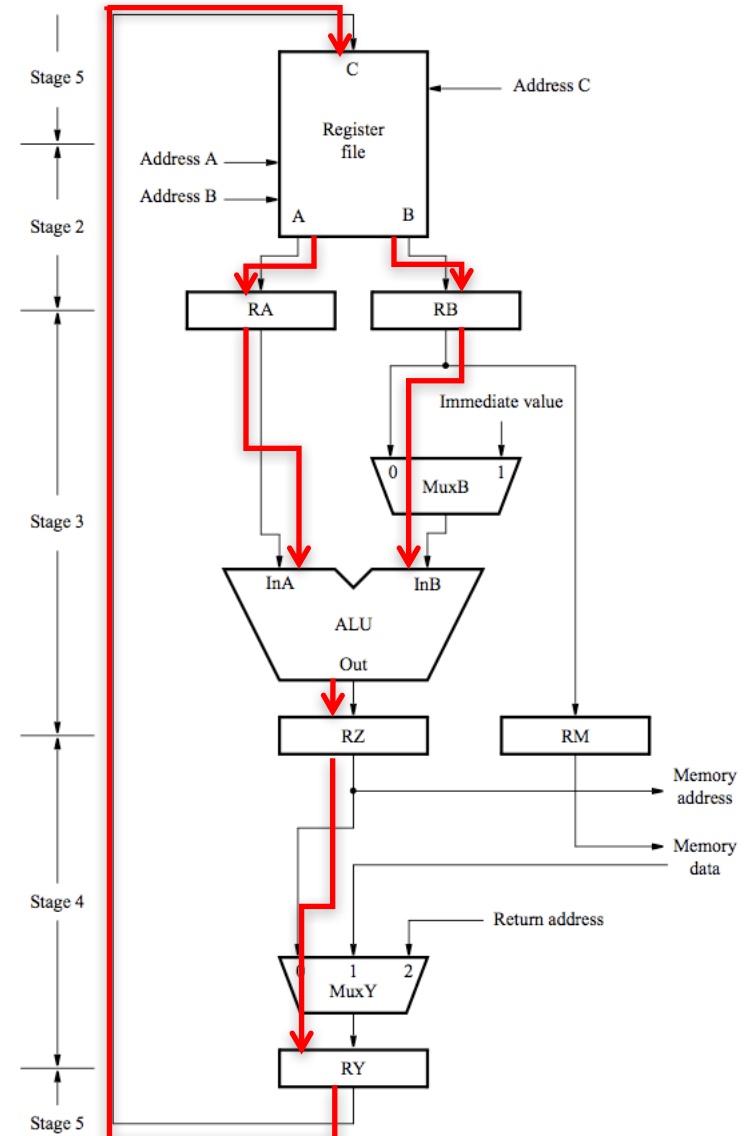 Stage 5
C
Address C
Register
file
Address A
Address B
A
B
Stage 2
RA
RB
Immediate value
0
1
MuxB
Stage 3
InA
InB
ALU
Out
RZ
RM
Memory
address
Memory
data
Stage 4
Return address
0
1
2
MuxY
RY
Stage 5